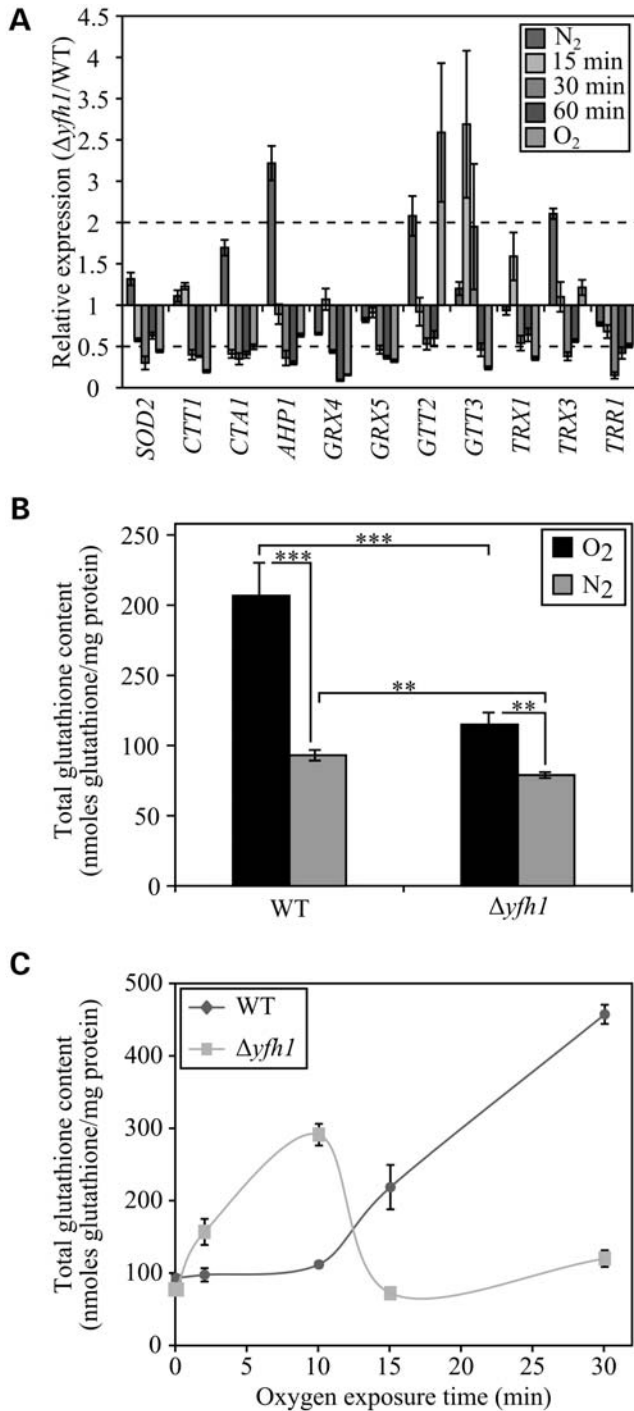 A
Relative expression (Δyfh1/WT)
4.5
4
3.5
2.5
3
2
1.5
1
0.5
0
N2
15 min
30 min
60 min
O2
SOD2
CTT1
CTA1
AHP1
GRX4
GRX5
GTT2
GTT3
TRX1
TRX3
TRR1
B
Total glutathione content
(nmoles glutathione/mg protein)
250
200
250
100
50
0
***
***
**
**
O2
N2
WT
Δyfh1
C
Total glutathione content
(nmoles glutathione/mg protein)
500
400
300
200
100
0
WT
Δyfh1
0
5
10
15
20
25
30
Oxygen exposure time (min)